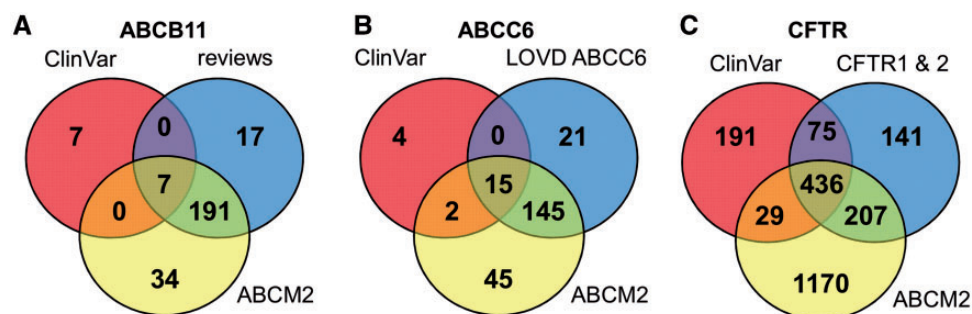 A
ABCB11
ClinVar
reviews
7
0
17
7
0
191
34
ABCM2
B
ABCC6
ClinVar
LOVD ABCC6
4
0
21
15
2
145
45
ABCM2
C
CFTR
ClinVar
CFTR1 & 2
191
75
141
436
29
207
1170
ABCM2